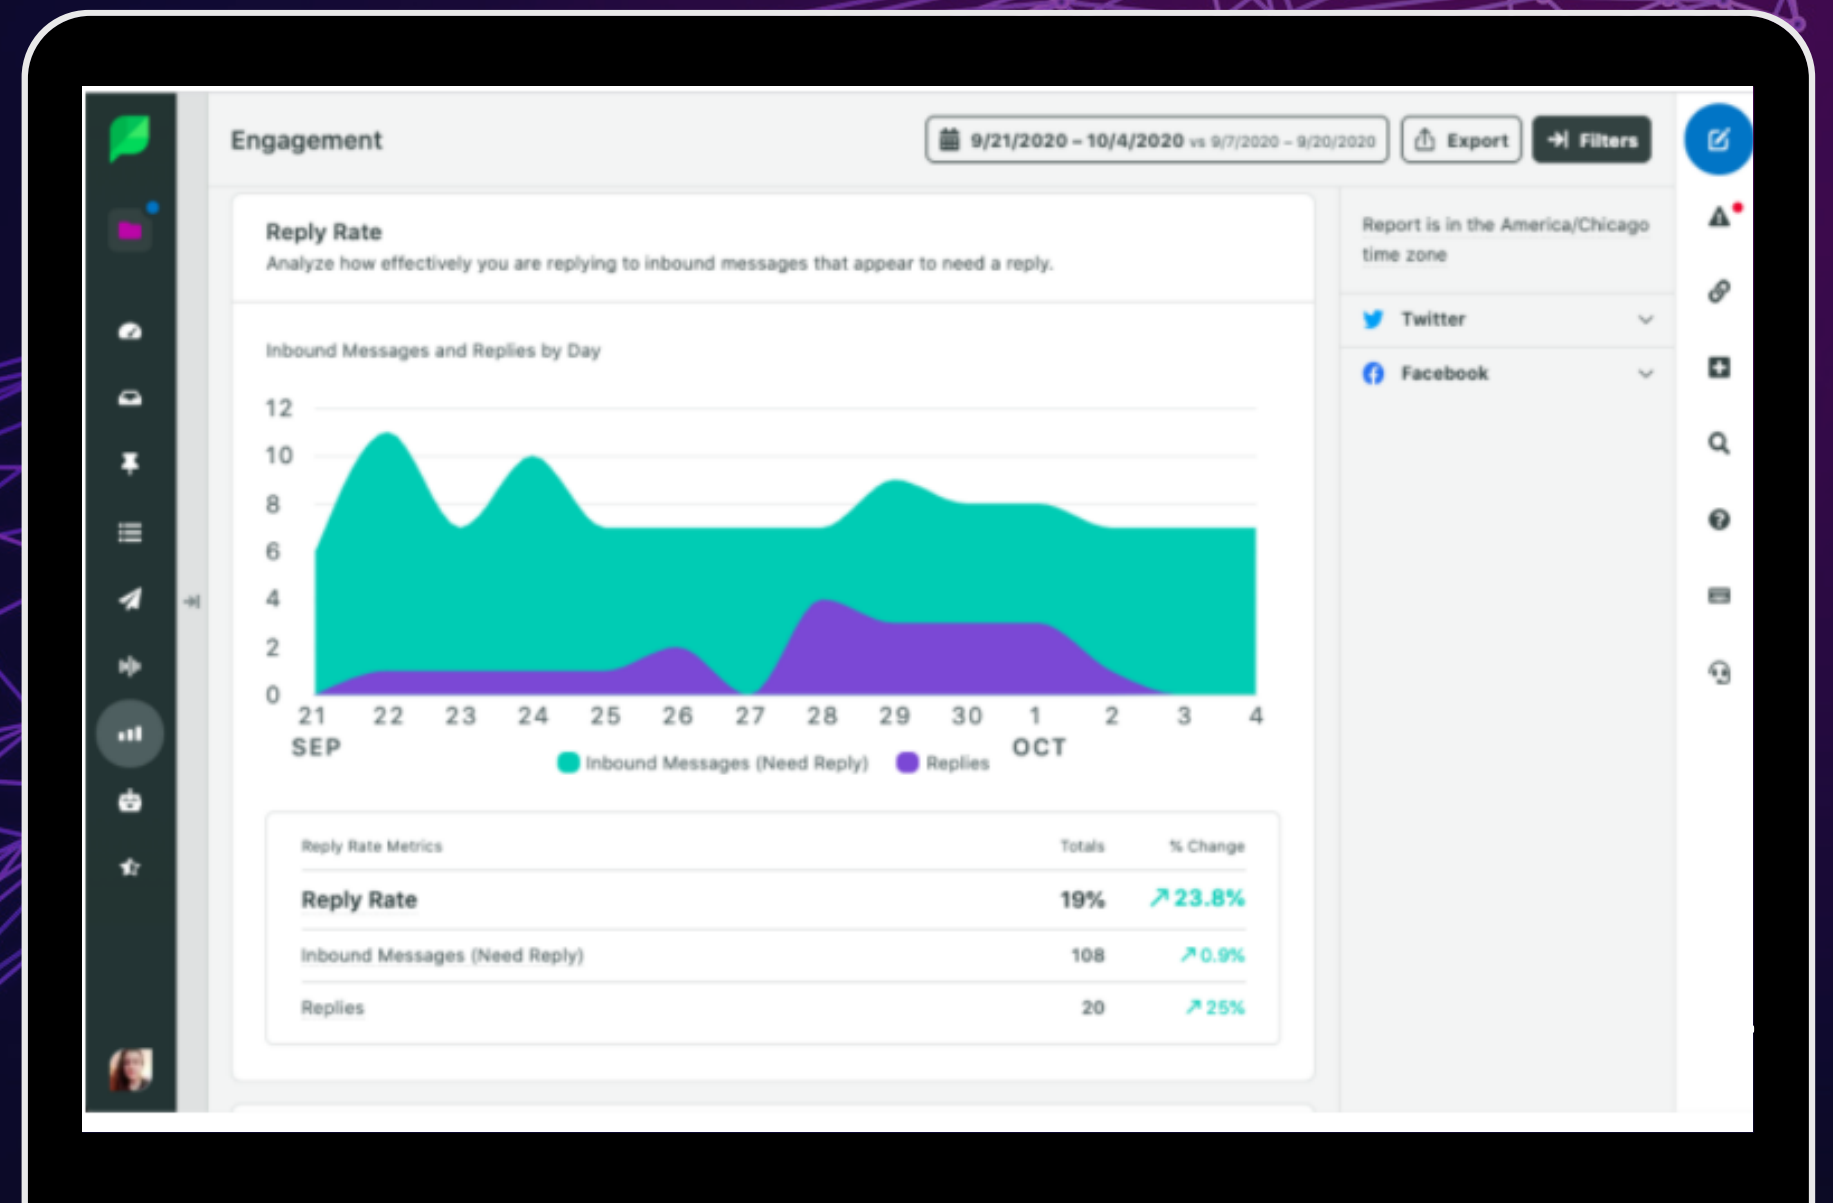 Engagement
9/21/2020 – 10/4/2020 vs 9/7/2020 – 9/20/2020
Export
Filters
Reply Rate
Analyze how effectively you are replying to inbound messages that appear to need a reply.
Report is in the America/Chicago
time zone
Twitter
Facebook
Inbound Messages and Replies by Day
12
10
8
6
4
2
0
21 22 23 24 25 26 27 28 29 30 1 2 3 4
SEP OCT
Inbound Messages (Need Reply) Replies
Reply Rate Metrics Totals % Change
Reply Rate 19% 23.8%
Inbound Messages (Need Reply) 108 0.9%
Replies 20 25%